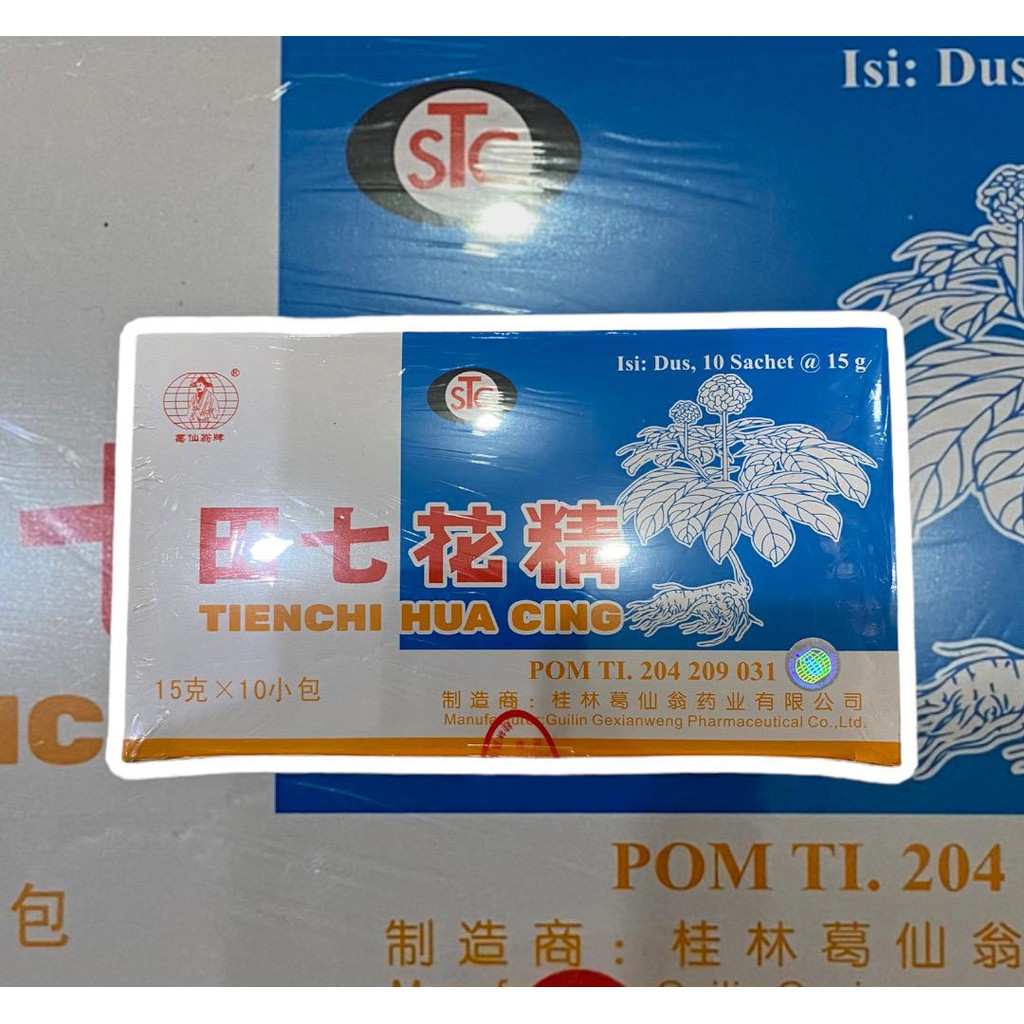 STC
Isi: Dus
Isi: Dus, 10 Sachet @ 15 g
®
STC
葛仙翁牌
田七花精
TIENCHI HUA CING
POM TI. 204 209 031
15克×10小包
制造商：桂林葛仙翁药业有限公司
Manufacturer:Guilin Gexianweng Pharmaceutical Co.,Ltd.
POM TI. 204
包
制造商：桂林葛仙翁